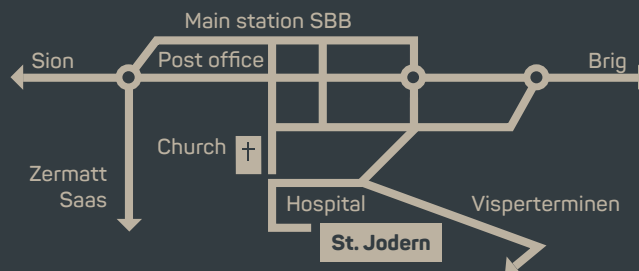 Main station SBB
Sion
Post office
Brig
Church
Zermatt
Saas
Hospital
Visperterminen
St. Jodern